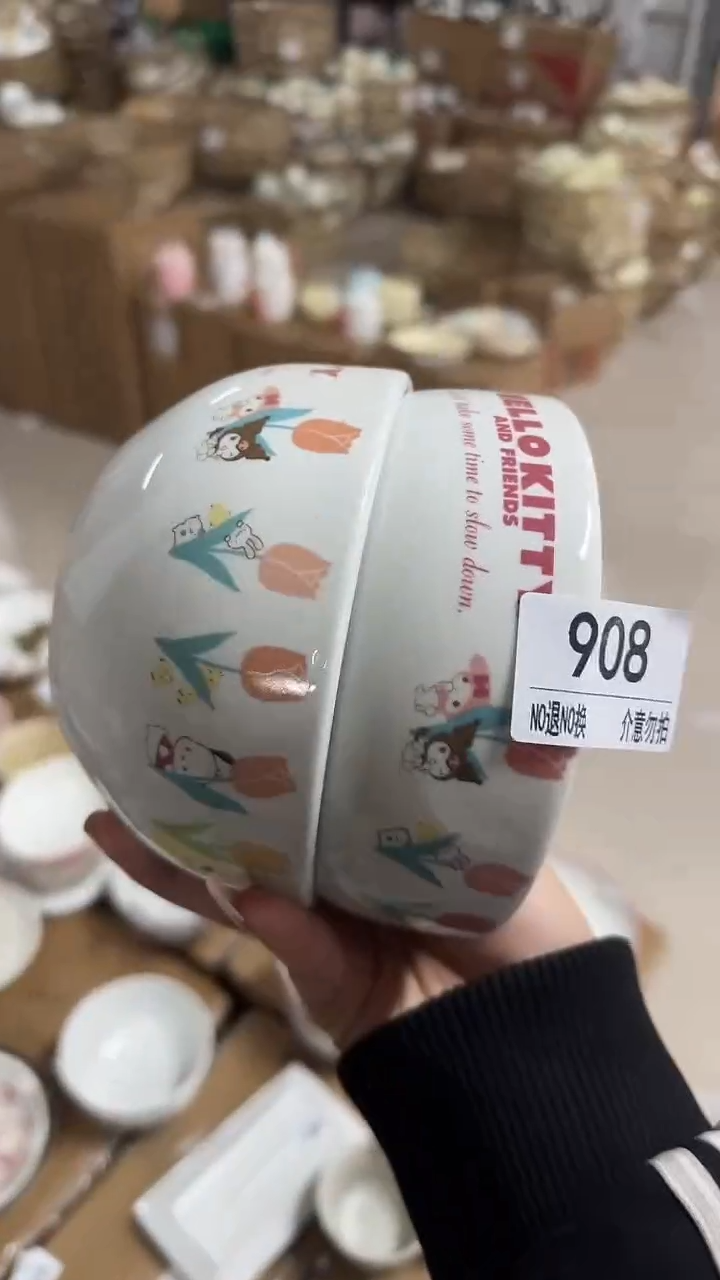 HELLO KITTY
AND FRIENDS
take some time to slow down.
908
NO退NO换 介意勿拍